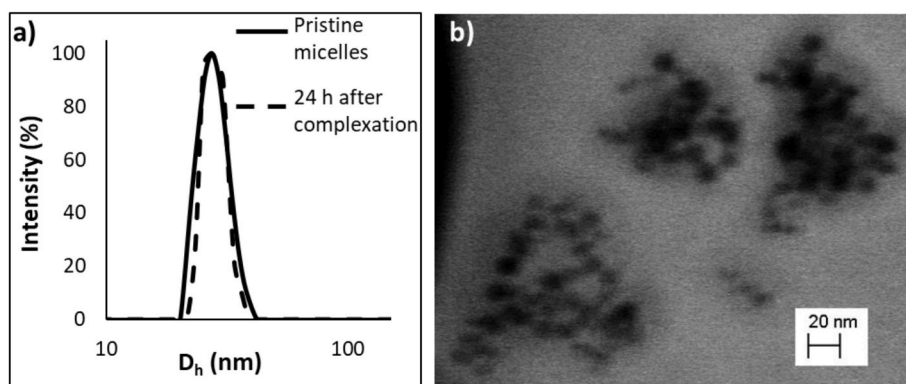 a)
Pristine
micelles
24 h after
complexation
Intensity (%)
100
80
60
40
20
0
10
100
Dₕ (nm)
b)
20 nm